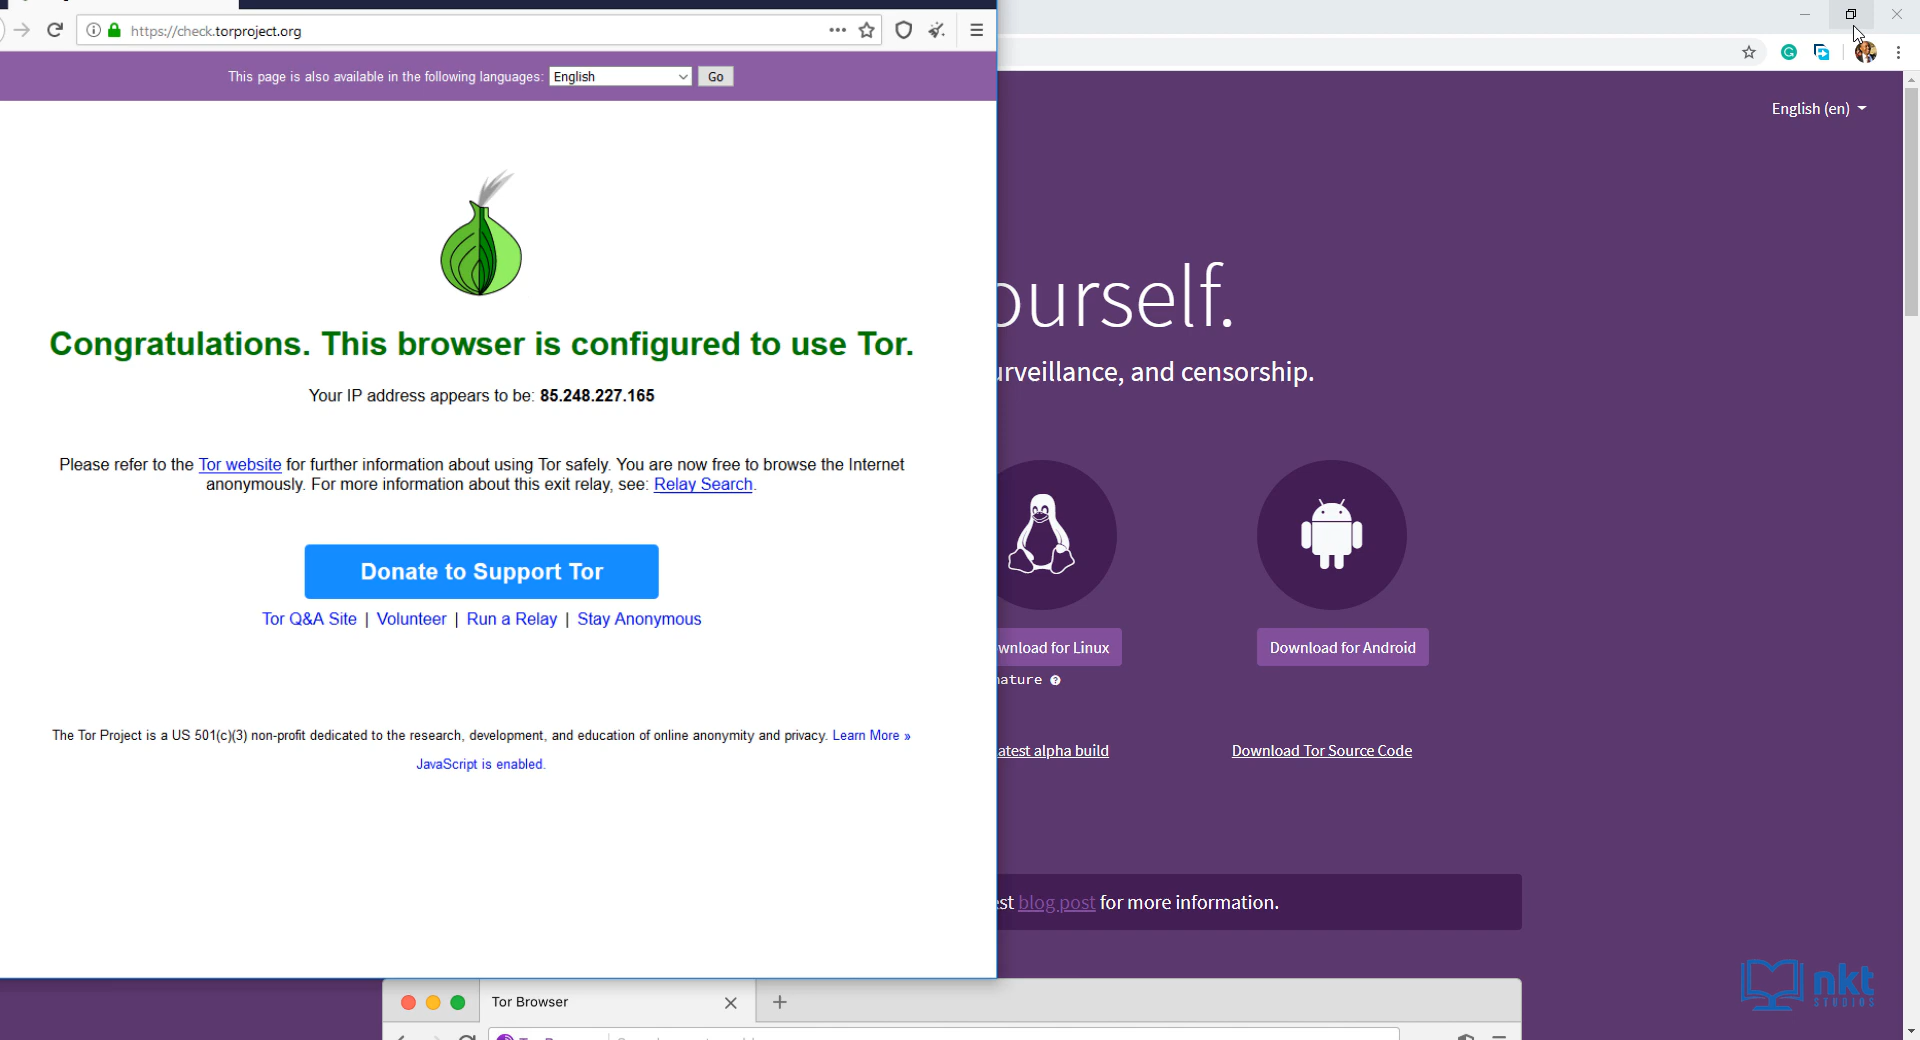 https://check.torproject.org
This page is also available in the following languages: English Go
Congratulations. This browser is configured to use Tor.
Your IP address appears to be: 85.248.227.165
Please refer to the Tor website for further information about using Tor safely. You are now free to browse the Internet
anonymously. For more information about this exit relay, see: Relay Search.
Donate to Support Tor
Tor Q&A Site | Volunteer | Run a Relay | Stay Anonymous
The Tor Project is a US 501(c)(3) non-profit dedicated to the research, development, and education of online anonymity and privacy. Learn More »
JavaScript is enabled.
English (en)
ourself.
urveillance, and censorship.
wnload for Linux
Download for Android
nature
atest alpha build
Download Tor Source Code
est blog post for more information.
Tor Browser
nkt
STUDIOS